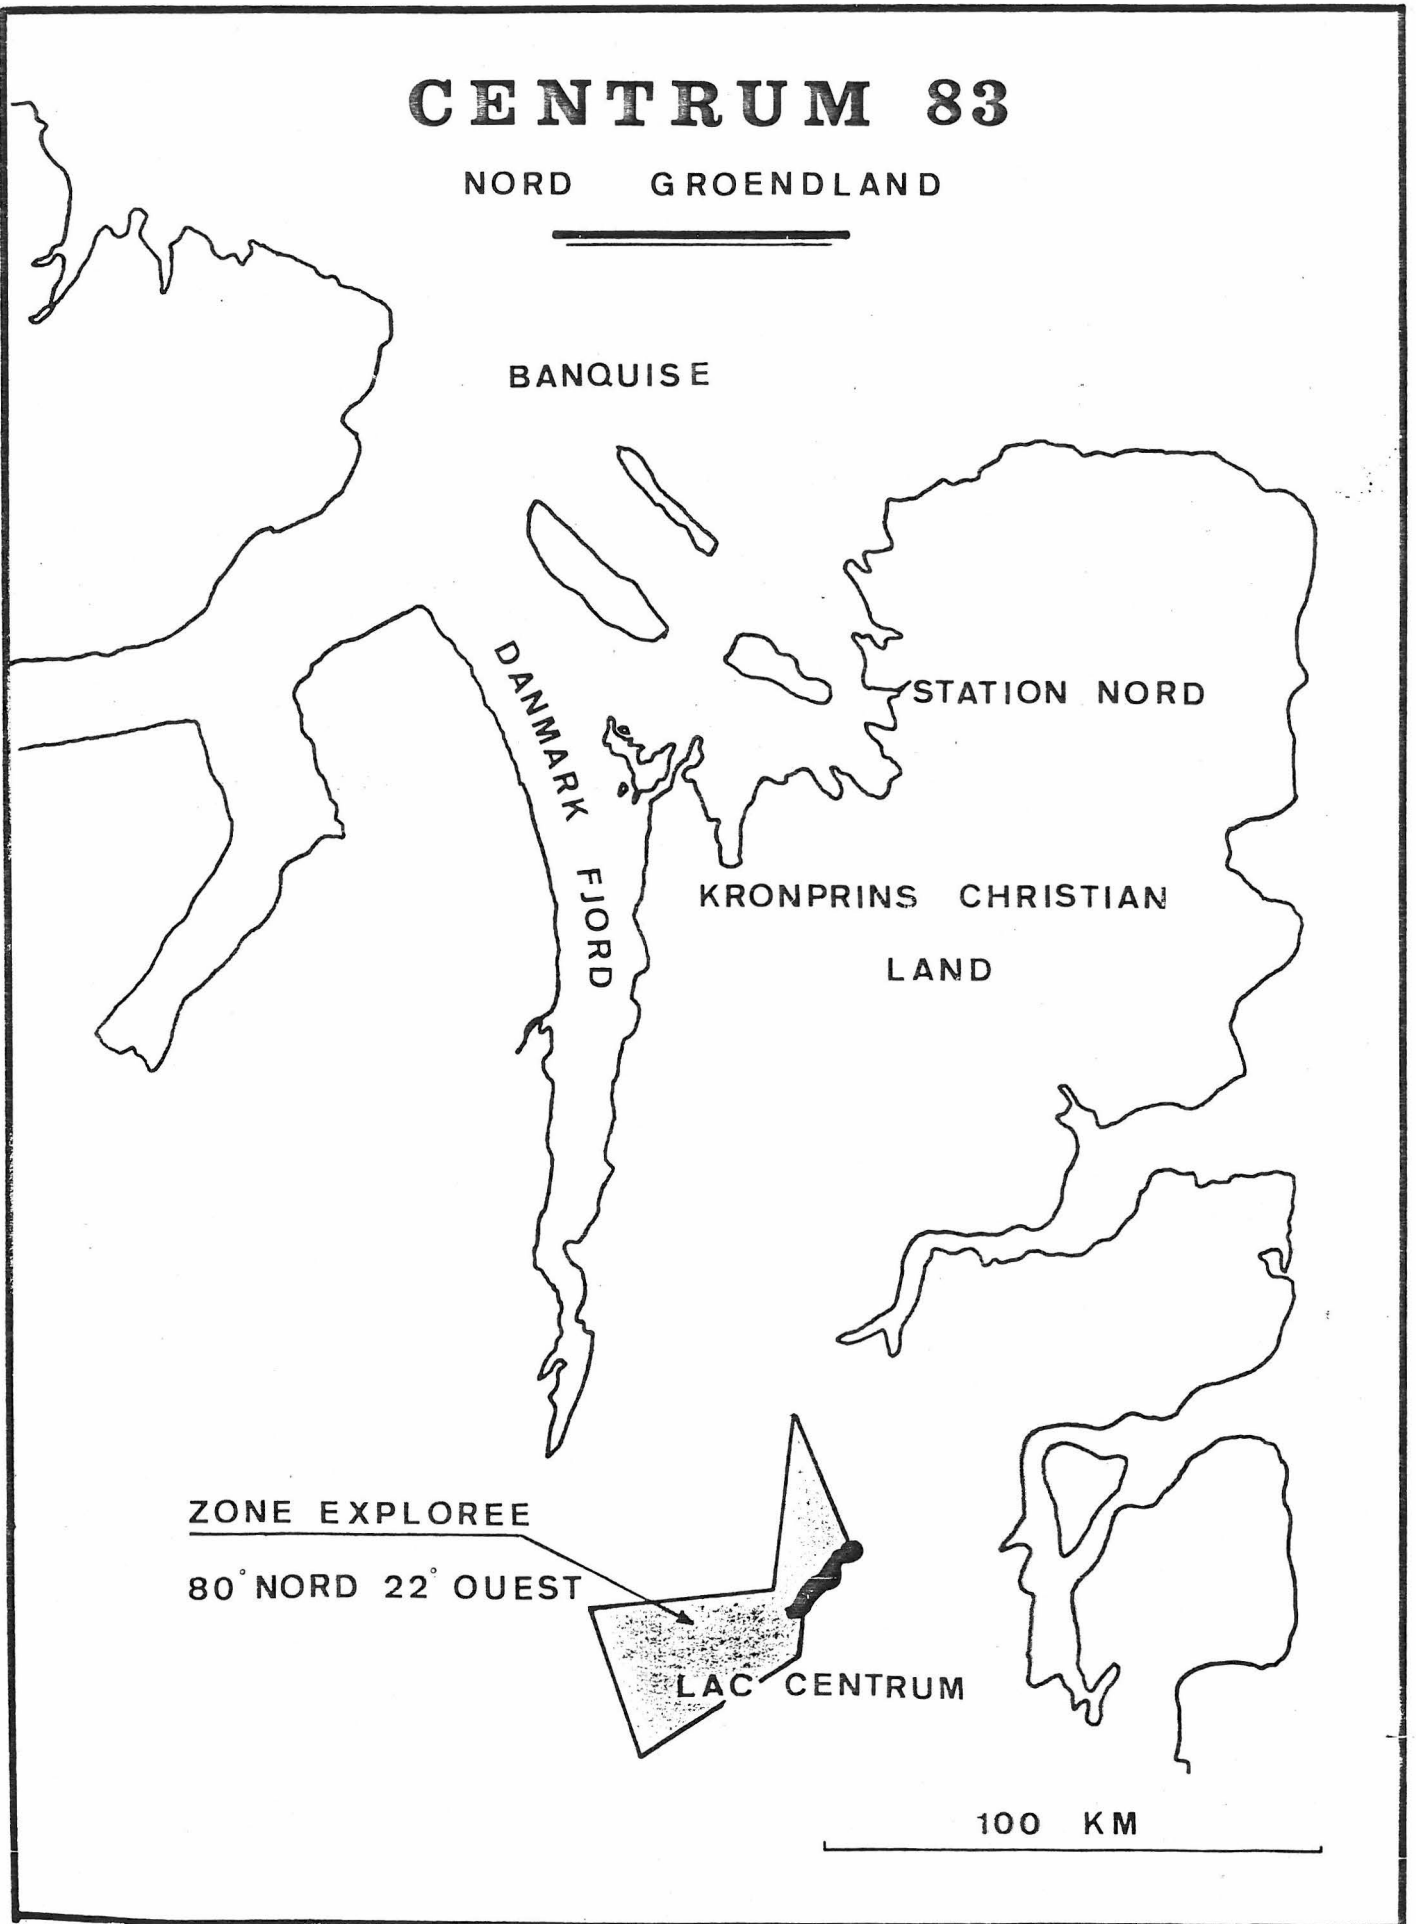 CENTRUM 83
NORD GROENDLAND
BANQUISE
DANMARK FJORD
STATION NORD
KRONPRINS CHRISTIAN
LAND
ZONE EXPLOREE
80° NORD 22° OUEST
LAC CENTRUM
100 KM